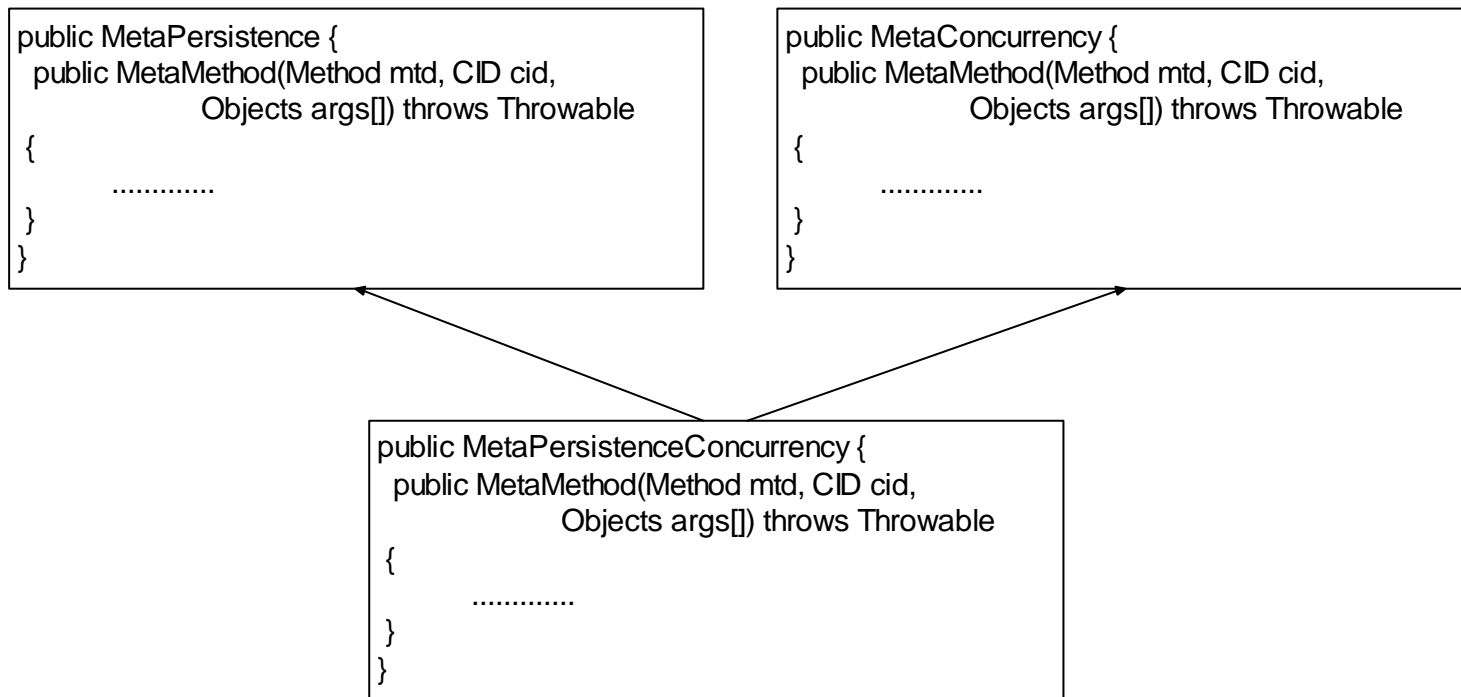 public MetaPersistence {
public MetaMethod(Method mtd, CID cid,
Objects args[]) throws Throwable
{
.............
}
}
public MetaConcurrency {
public MetaMethod(Method mtd, CID cid,
Objects args[]) throws Throwable
{
.............
}
}
public MetaPersistenceConcurrency {
public MetaMethod(Method mtd, CID cid,
Objects args[]) throws Throwable
{
.............
}
}